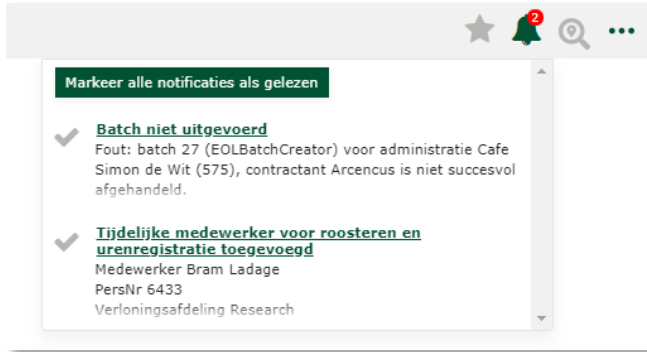 2
Markeer alle notificaties als gelezen
Batch niet uitgevoerd
Fout: batch 27 (EOLBatchCreator) voor administratie Cafe
Simon de Wit (575), contractant Arcencus is niet succesvol
afgehandeld.
Tijdelijke medewerker voor roosteren en
urenregistratie toegevoegd
Medewerker Bram Ladage
PersNr 6433
Verloningsafdeling Research